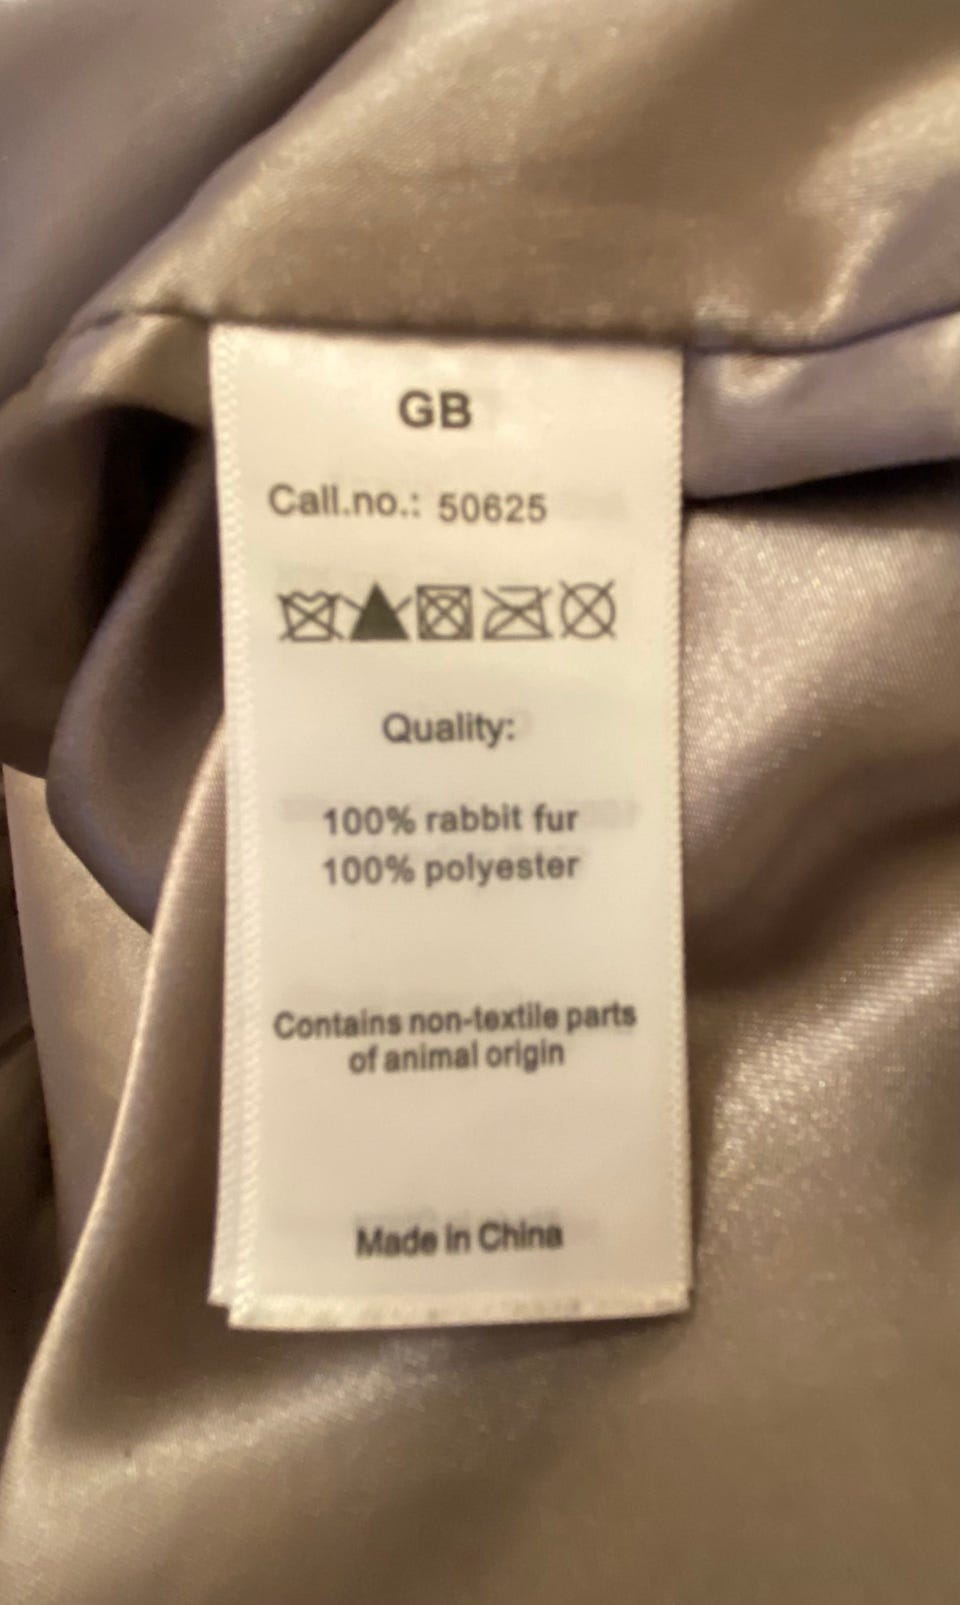 GB
Call.no.: 50625
Quality:
100% rabbit fur
100% polyester
Contains non-textile parts
of animal origin
Made in China